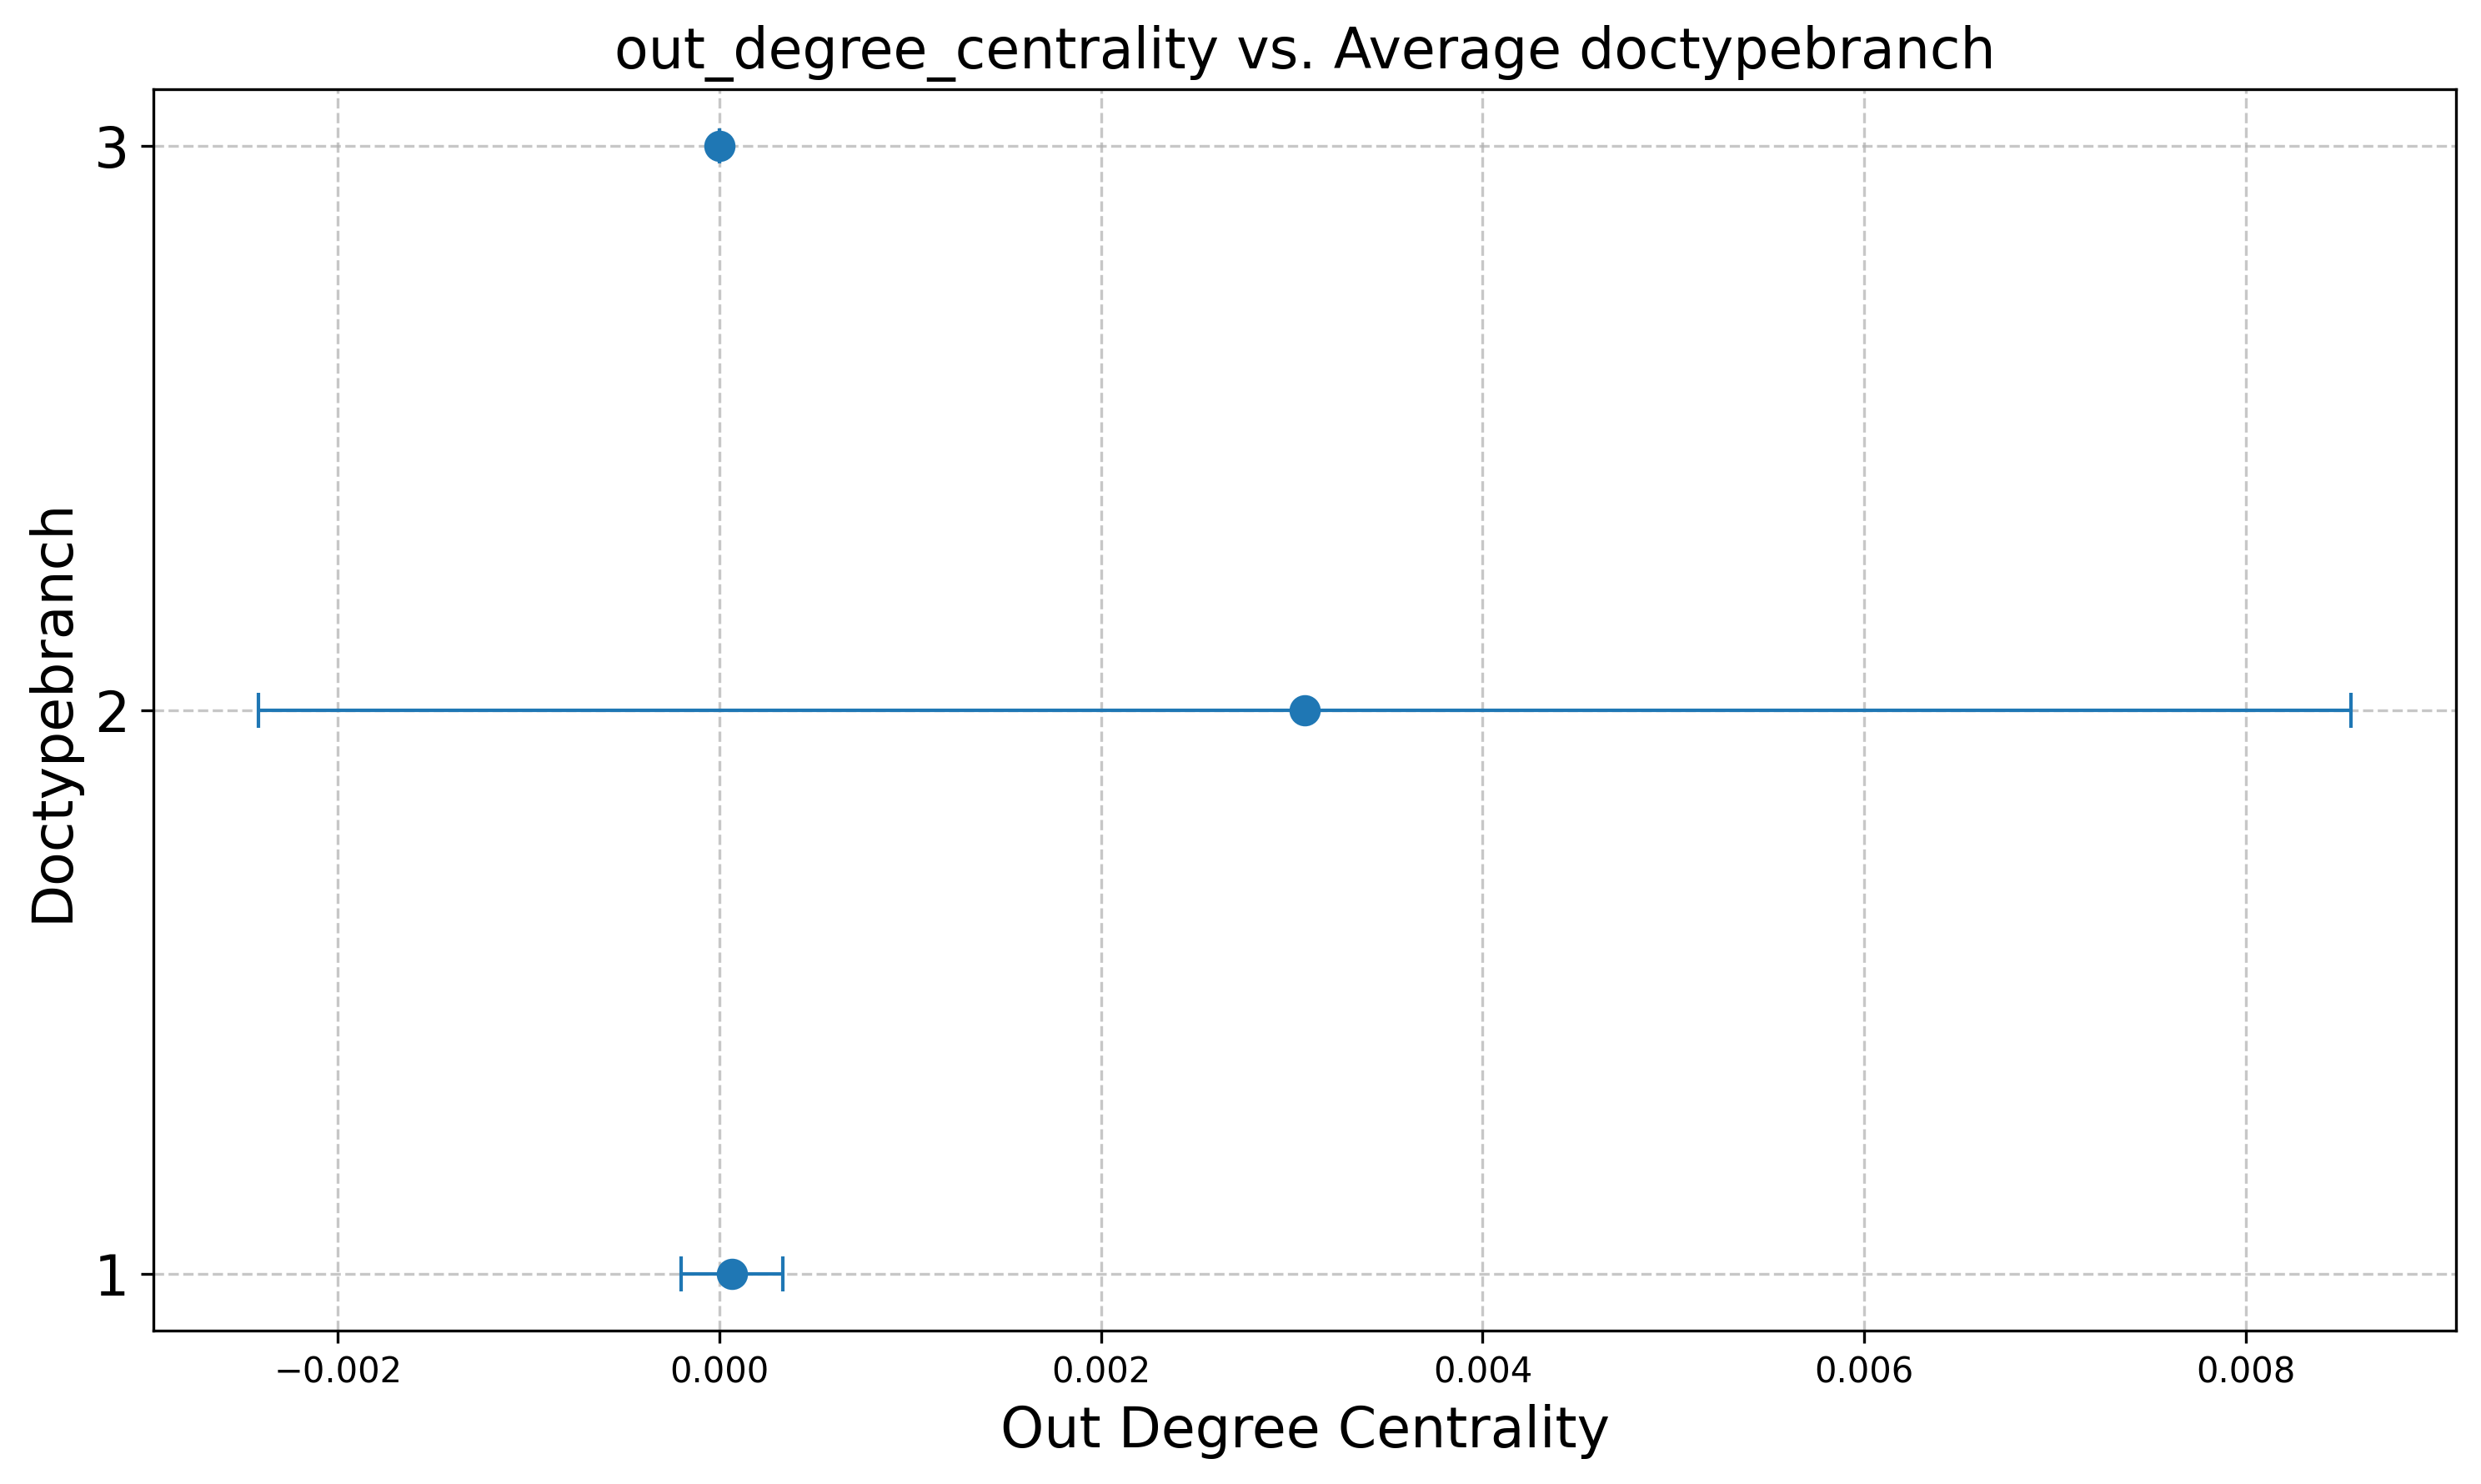 out_degree_centrality vs. Average doctypebranch
3
2
1
Doctypebranch
−0.002 0.000 0.002 0.004 0.006 0.008
Out Degree Centrality